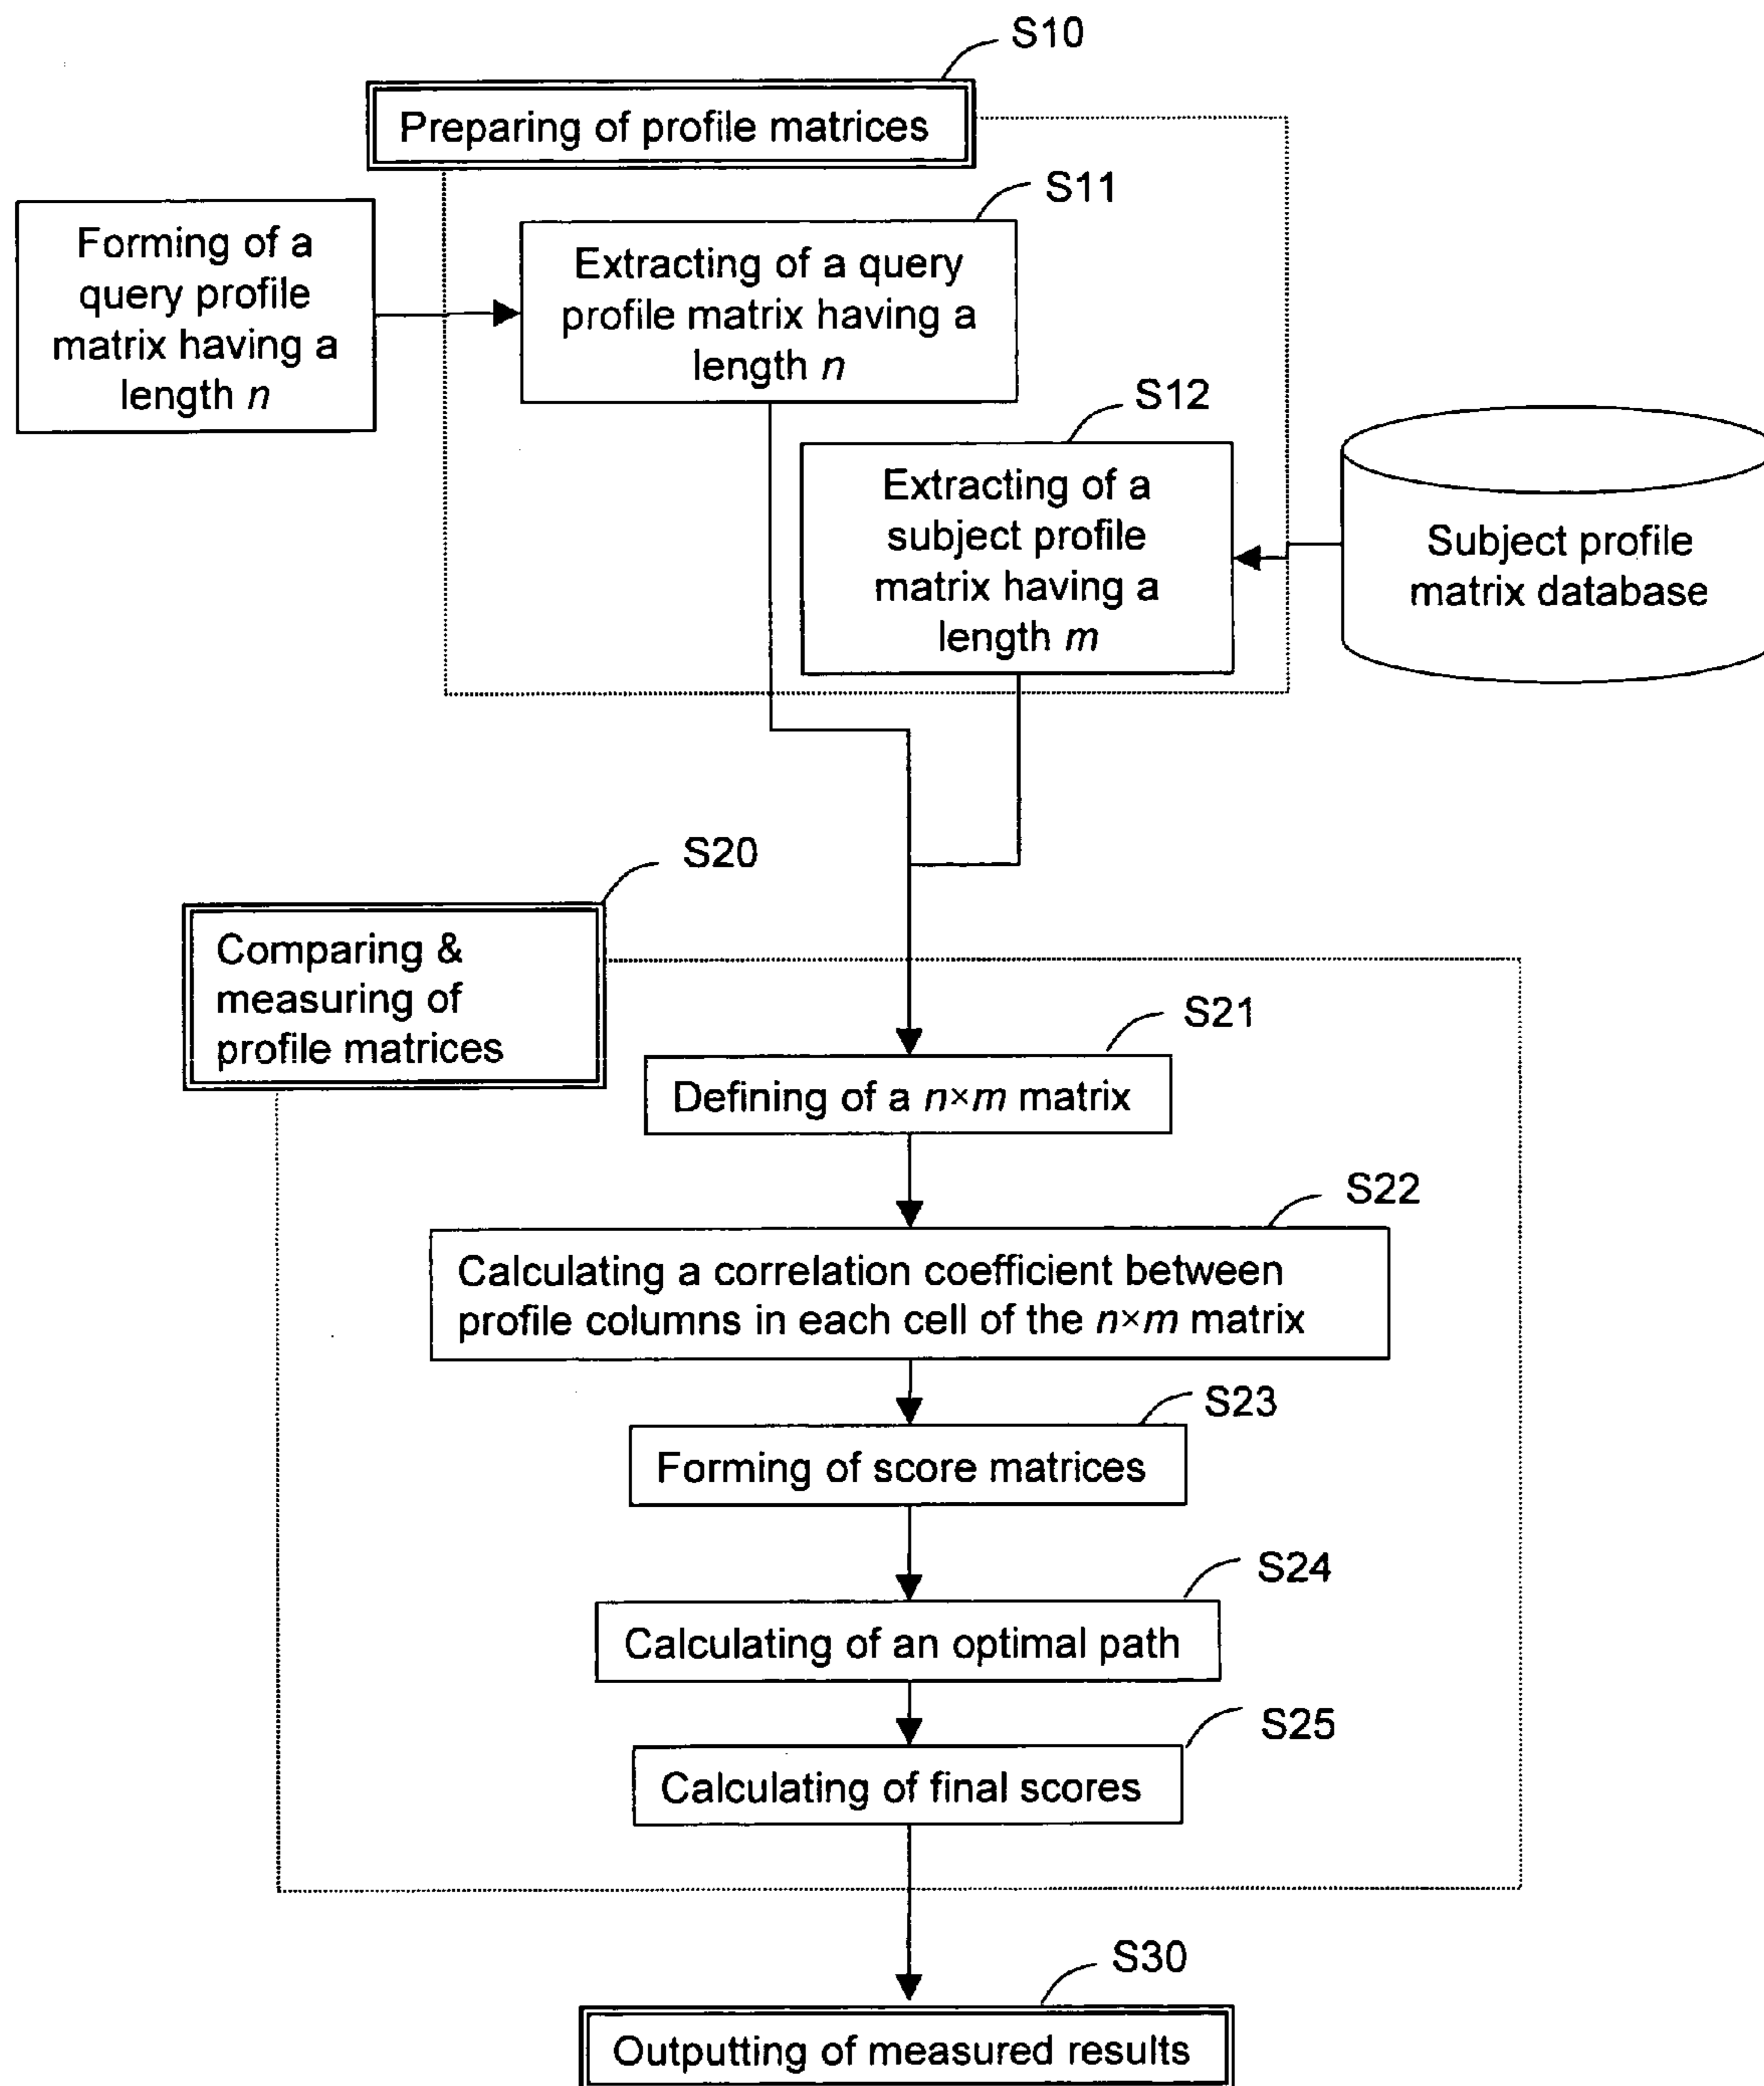 S10
Preparing of profile matrices
S11
Forming of a
query profile
matrix having a
length n
Extracting of a query
profile matrix having a
length n
S12
Extracting of a
subject profile
matrix having a
length m
Subject profile
matrix database
S20
Comparing &
measuring of
profile matrices
S21
Defining of a n×m matrix
S22
Calculating a correlation coefficient between
profile columns in each cell of the n×m matrix
S23
Forming of score matrices
S24
Calculating of an optimal path
S25
Calculating of final scores
S30
Outputting of measured results